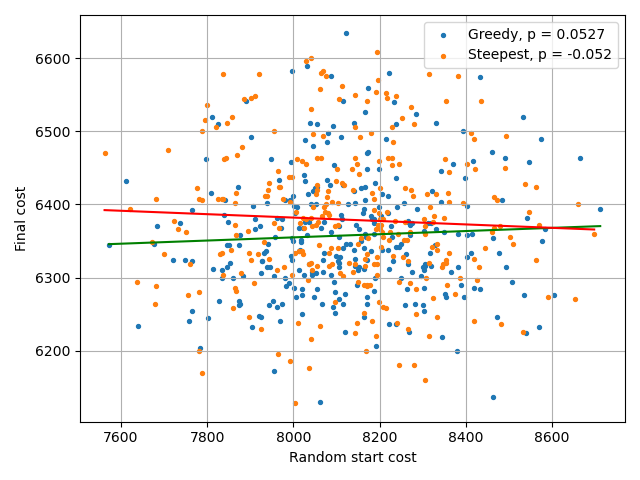 Greedy, p = 0.0527
Steepest, p = -0.052
6600
6500
6400
6300
6200
Final cost
7600 7800 8000 8200 8400 8600
Random start cost